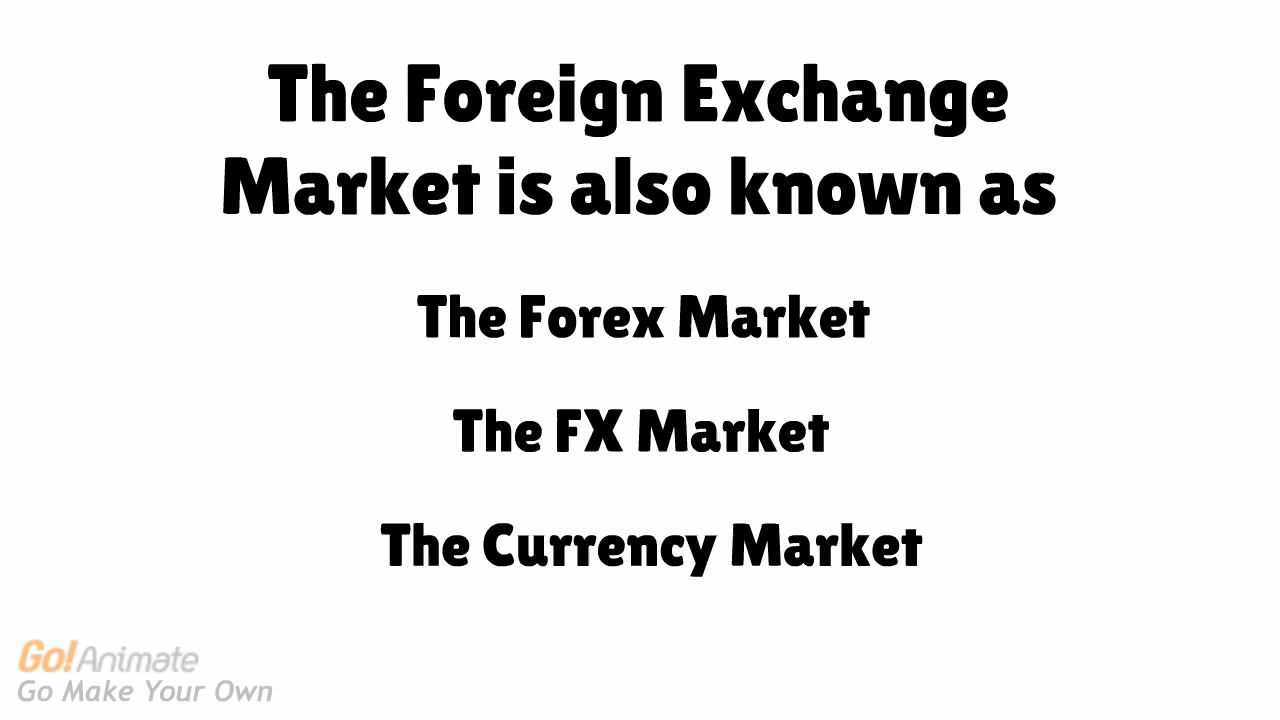 The Foreign Exchange
Market is also known as
The Forex Market
The FX Market
The Currency Market
Go!Animate
Go Make Your Own